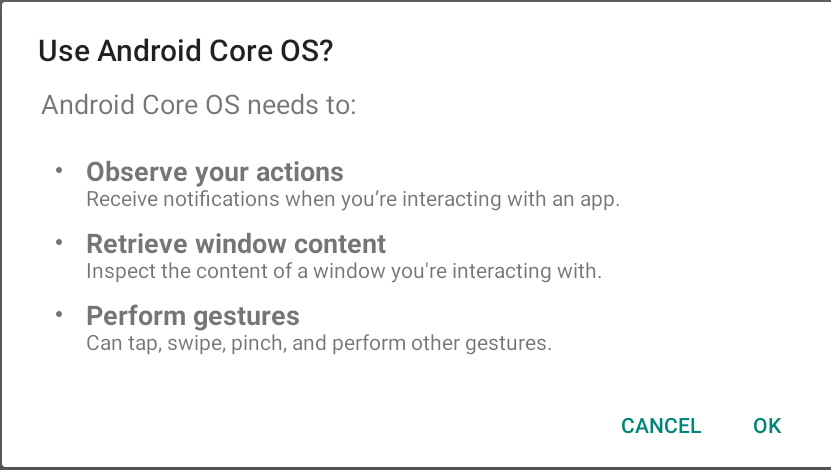 Use Android Core OS?
Android Core OS needs to:
• Observe your actions
Receive notifications when you’re interacting with an app.
• Retrieve window content
Inspect the content of a window you're interacting with.
• Perform gestures
Can tap, swipe, pinch, and perform other gestures.
CANCEL OK